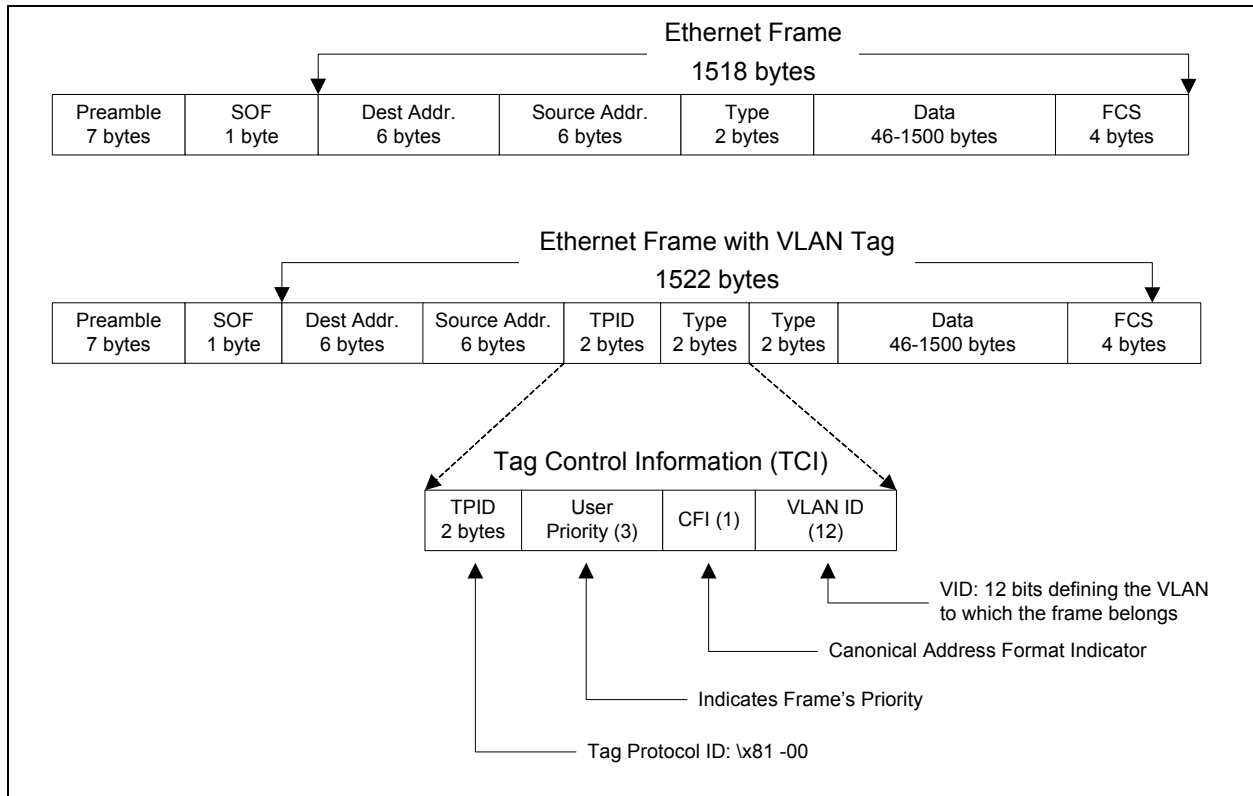 Ethernet Frame
1518 bytes
Preamble
7 bytes
SOF
1 byte
Dest Addr.
6 bytes
Source Addr.
6 bytes
Type
2 bytes
Data
46-1500 bytes
FCS
4 bytes
Ethernet Frame with VLAN Tag
1522 bytes
Preamble
7 bytes
SOF
1 byte
Dest Addr.
6 bytes
Source Addr.
6 bytes
TPID
2 bytes
Type
2 bytes
Type
2 bytes
Data
46-1500 bytes
FCS
4 bytes
Tag Control Information (TCI)
TPID
2 bytes
User
Priority (3)
CFI (1)
VLAN ID
(12)
VID: 12 bits defining the VLAN
to which the frame belongs
Canonical Address Format Indicator
Indicates Frame's Priority
Tag Protocol ID: \x81 -00